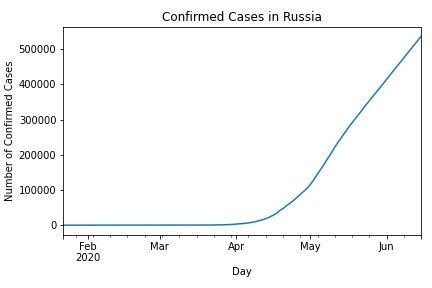 Confirmed Cases in Russia
Number of Confirmed Cases
500000
400000
300000
200000
100000
0
Feb Mar Apr May Jun
2020
Day